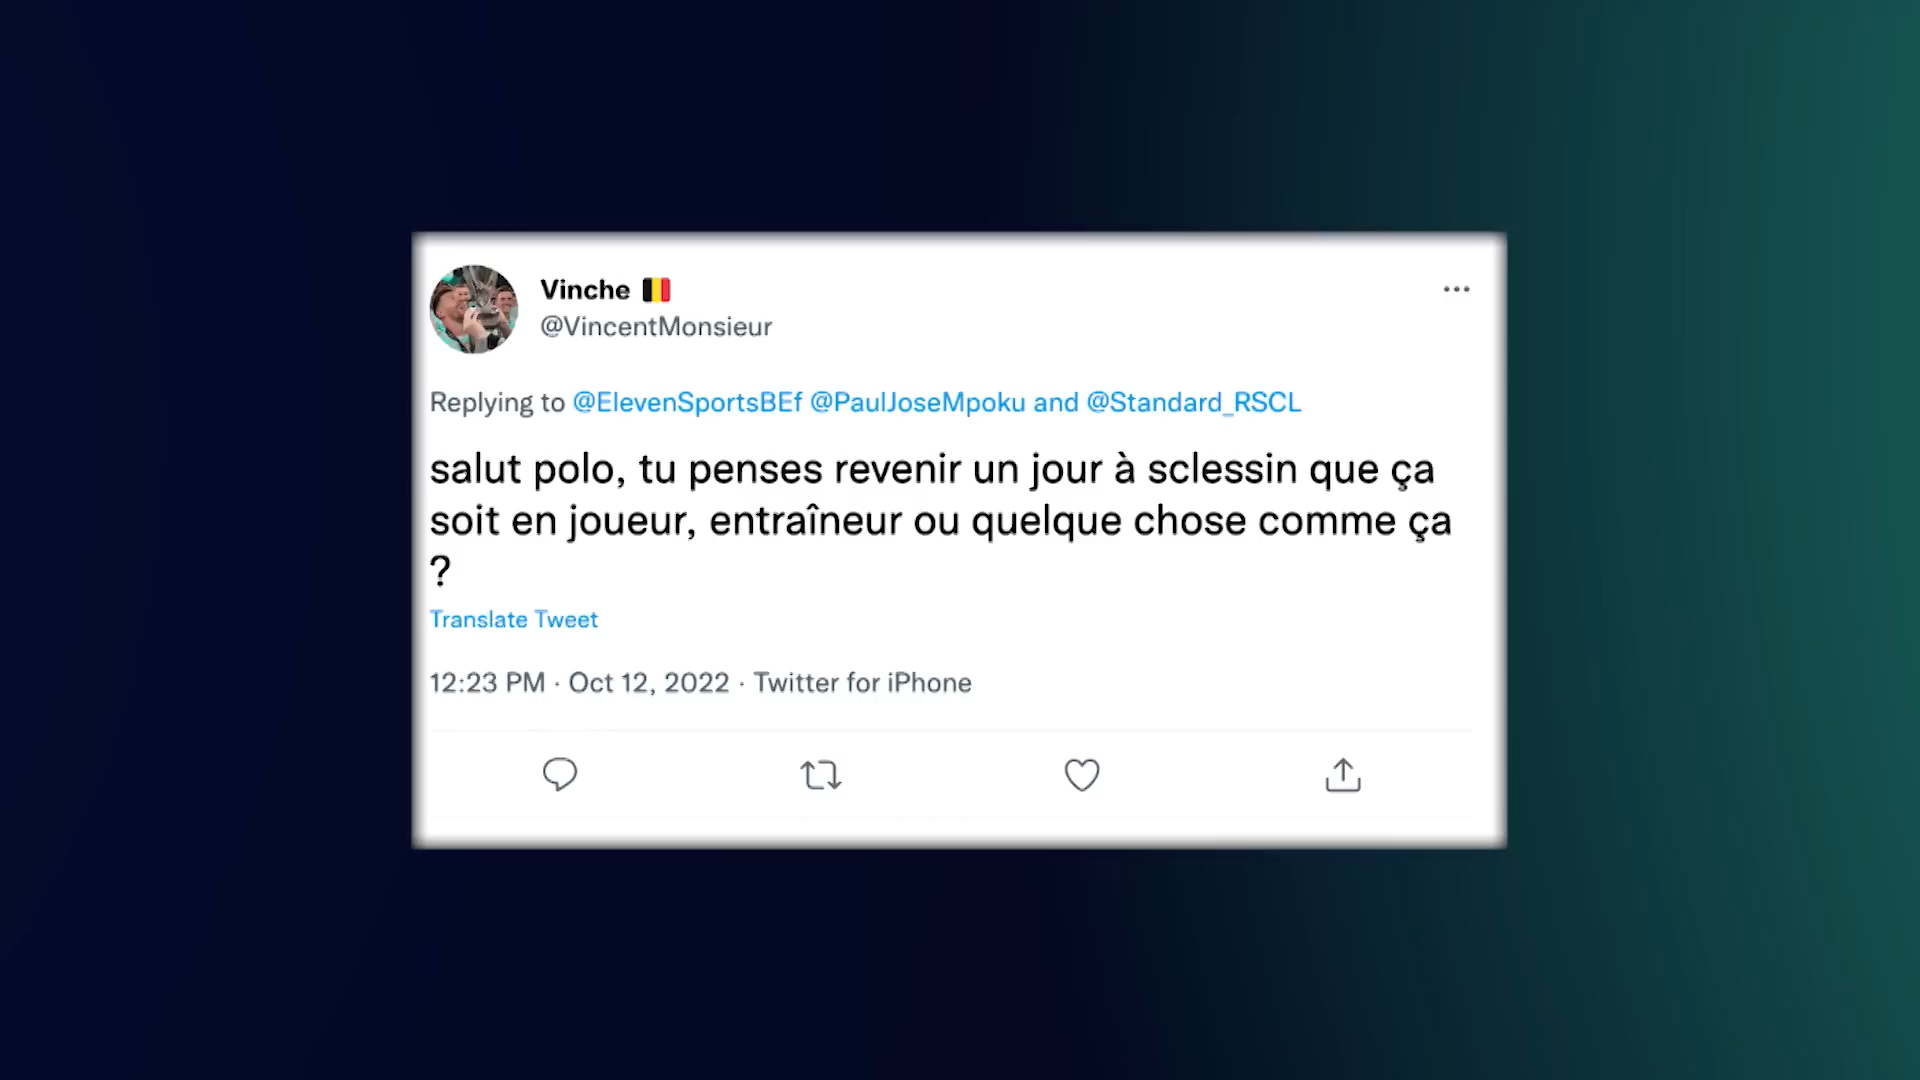 Vinche 🇧🇪
@VincentMonsieur
Replying to @ElevenSportsBEf @PaulJoseMpoku and @Standard_RSCL
salut polo, tu penses revenir un jour à sclessin que ça
soit en joueur, entraîneur ou quelque chose comme ça
?
Translate Tweet
12:23 PM · Oct 12, 2022 · Twitter for iPhone